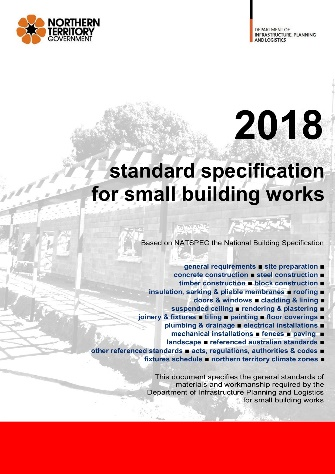 NORTHERN
TERRITORY
GOVERNMENT
DEPARTMENT OF
INFRASTRUCTURE, PLANNING
AND LOGISTICS
2018
standard specification
for small building works
Based on NATSPEC the National Building Specification
general requirements ■ site preparation ■
concrete construction ■ steel construction ■
timber construction ■ block construction ■
insulation, sarking & pliable membranes ■ roofing ■
doors & windows ■ cladding & lining ■
suspended ceiling ■ rendering & plastering ■
joinery & fixtures ■ tiling ■ painting ■ floor coverings ■
plumbing & drainage ■ electrical installations ■
mechanical installations ■ fences ■ paving ■
landscape ■ referenced australian standards ■
other referenced standards ■ acts, regulations, authorities & codes ■
fixtures schedule ■ northern territory climate zones ■
This document specifies the general standards of
materials and workmanship required by the
Department of Infrastructure Planning and Logistics
for small building works